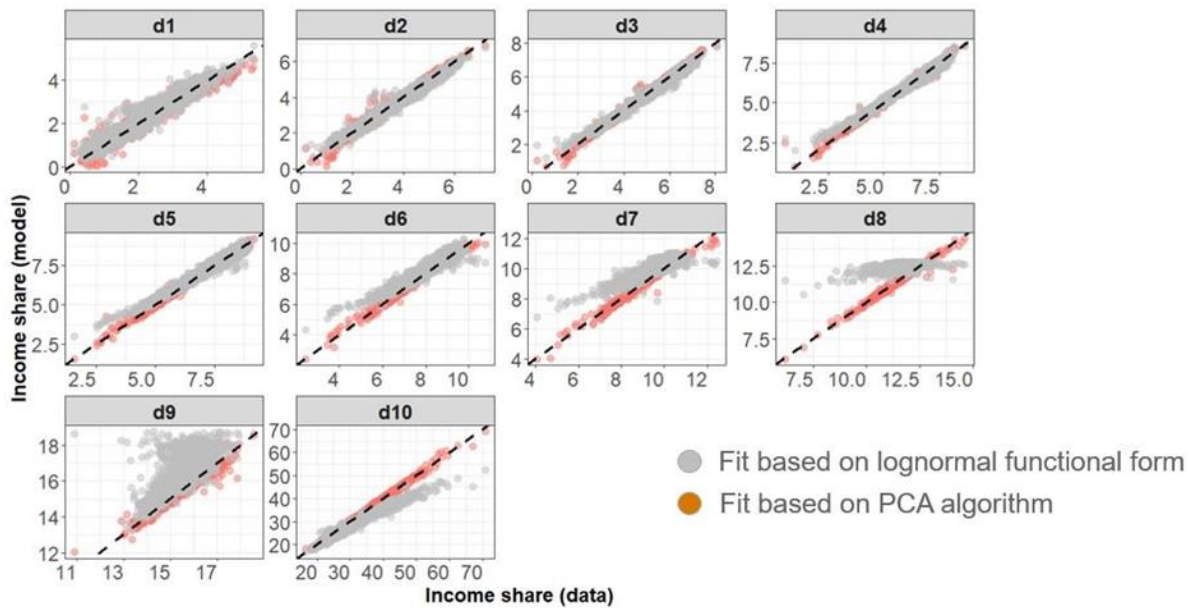 d1 d2 d3 d4
4 6 8 7.5
2 4 6 5.0
0 2 4 2.5
0 2
0 2 4 0 2 4 6 0 2 4 6 8 2.5 5.0 7.5
Income share (model)
d5 d6 d7 d8
7.5 10 12 12.5
5.0 8 10 10.0
2.5 6 8 7.5
4 6
4
2.5 5.0 7.5 4 6 8 10 4 6 8 10 12 7.5 10.0 12.5 15.0
d9 d10
18 70
16 60
14 50
12 40
30
20
11 13 15 17 20 30 40 50 60 70
Income share (data)
Fit based on lognormal functional form
Fit based on PCA algorithm